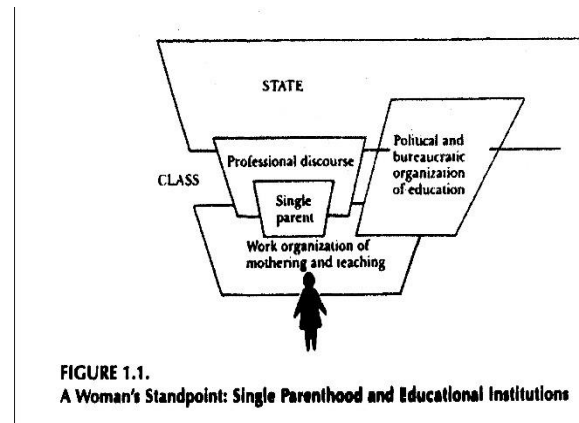 STATE
Political and
bureaucratic
organization
of education
Professional discourse
CLASS
Single
parent
Work organization of
mothering and teaching
FIGURE 1.1.
A Woman's Standpoint: Single Parenthood and Educational Institutions